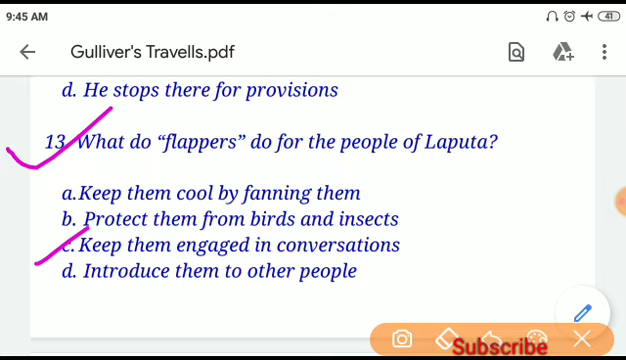 9:45 AM
41
Gulliver's Travells.pdf
d. He stops there for provisions
13. What do “flappers” do for the people of Laputa?
a.Keep them cool by fanning them
b. Protect them from birds and insects
c. Keep them engaged in conversations
d. Introduce them to other people
Subscribe